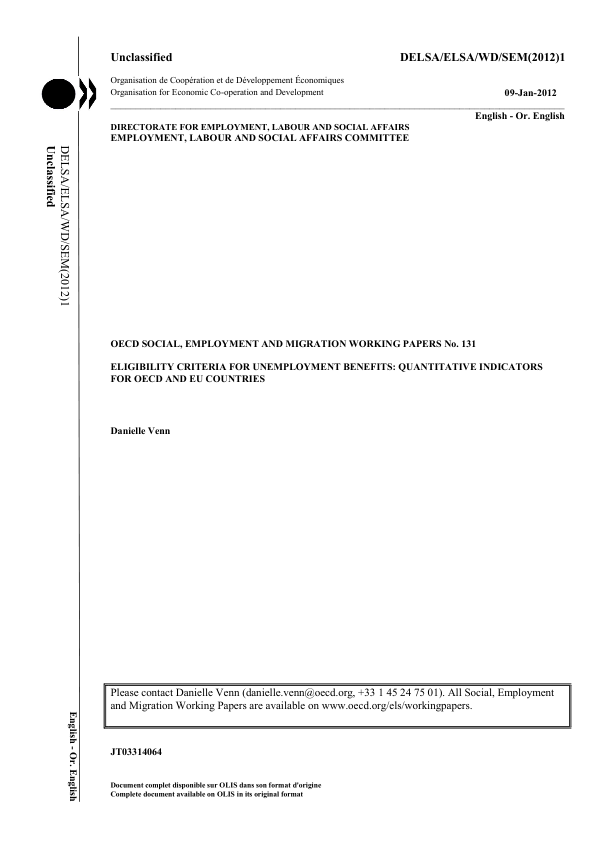 Unclassified DELSA/ELSA/WD/SEM(2012)1
Organisation de Coopération et de Développement Économiques
Organisation for Economic Co-operation and Development 09-Jan-2012
English - Or. English
DIRECTORATE FOR EMPLOYMENT, LABOUR AND SOCIAL AFFAIRS
EMPLOYMENT, LABOUR AND SOCIAL AFFAIRS COMMITTEE
DELSA/ELSA/WD/SEM(2012)1
Unclassified
OECD SOCIAL, EMPLOYMENT AND MIGRATION WORKING PAPERS No. 131
ELIGIBILITY CRITERIA FOR UNEMPLOYMENT BENEFITS: QUANTITATIVE INDICATORS
FOR OECD AND EU COUNTRIES
Danielle Venn
Please contact Danielle Venn (danielle.venn@oecd.org, +33 1 45 24 75 01). All Social, Employment
and Migration Working Papers are available on www.oecd.org/els/workingpapers.
English - Or. English
JT03314064
Document complet disponible sur OLIS dans son format d'origine
Complete document available on OLIS in its original format